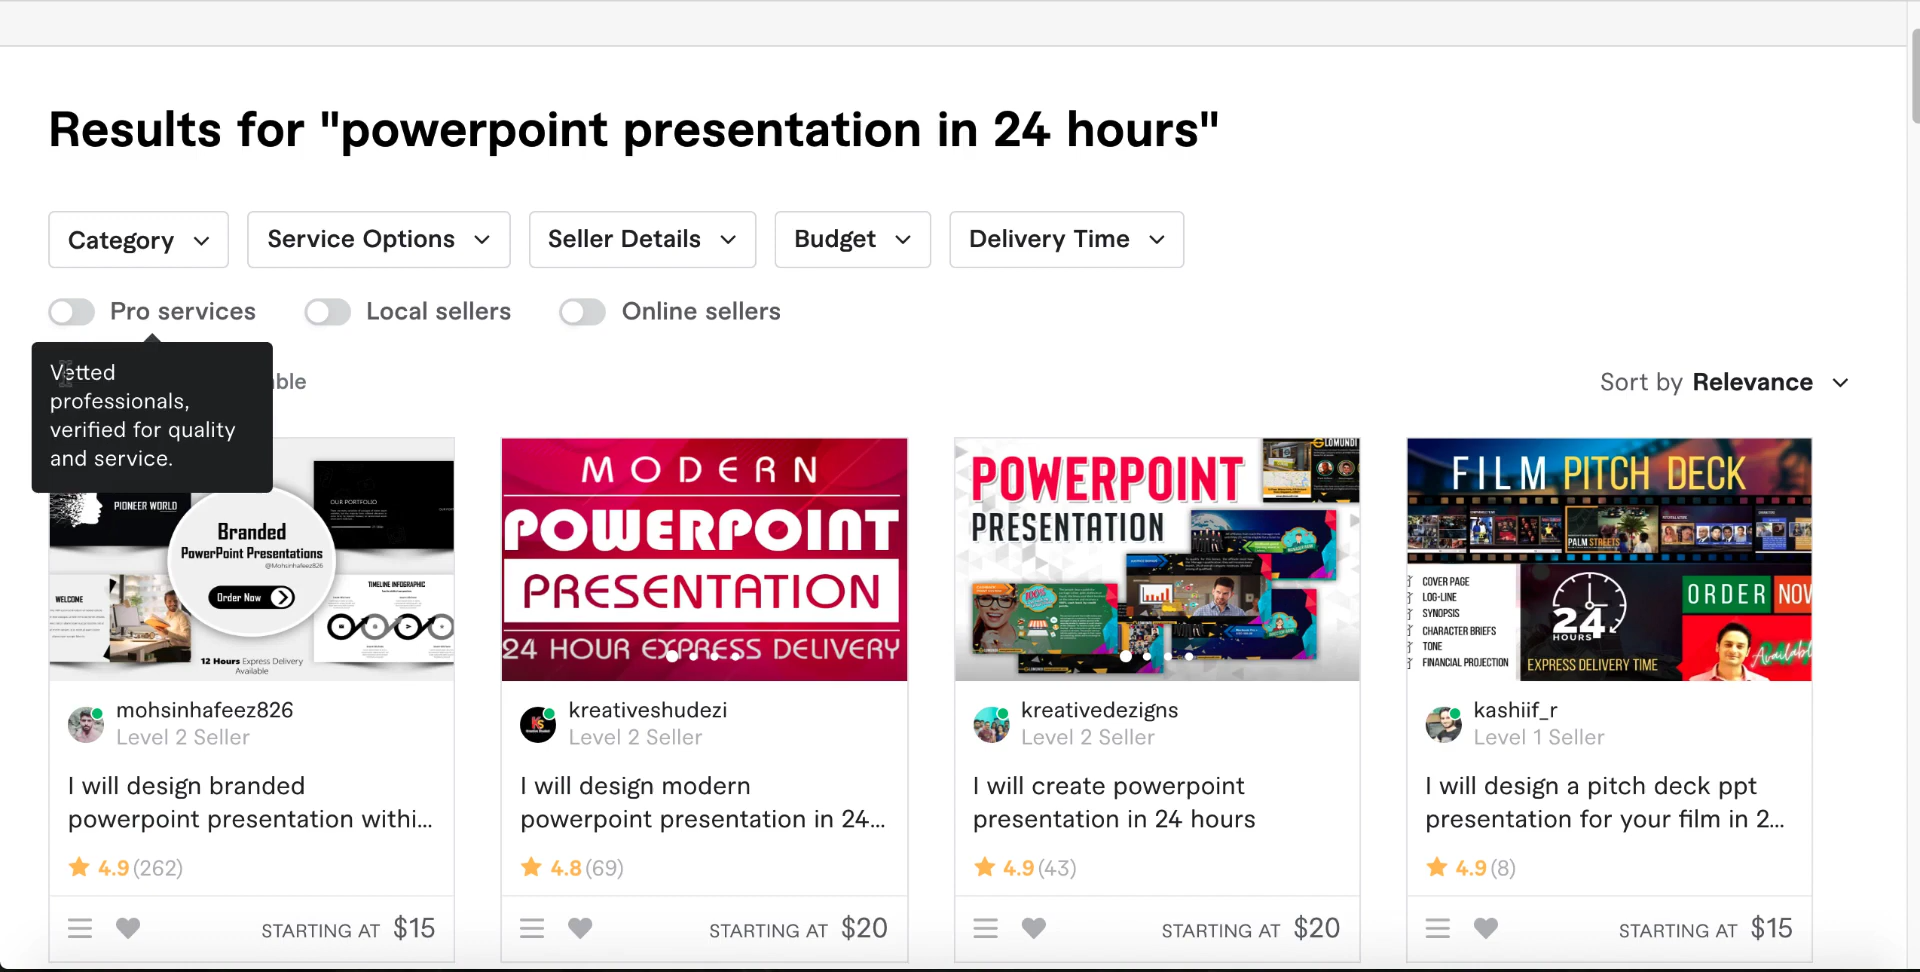 Results for "powerpoint presentation in 24 hours"
Category
Service Options
Seller Details
Budget
Delivery Time
Pro services
Local sellers
Online sellers
Vetted
professionals,
verified for quality
and service.
Sort by Relevance
PIONEER WORLD
OUR PORTFOLIO
Branded
PowerPoint Presentations
@Mohsinhafeez826
Order Now
WELCOME
TIMELINE INFOGRAPHIC
12 Hours Express Delivery
Available
MODERN
POWERPOINT
PRESENTATION
24 HOUR EXPRESS DELIVERY
POWERPOINT
PRESENTATION
GLOMUNDI
FILM PITCH DECK
PALM STREETS
COVER PAGE
LOG-LINE
SYNOPSIS
CHARACTER BRIEFS
TONE
FINANCIAL PROJECTION
24
HOURS
EXPRESS DELIVERY TIME
ORDER NOW
Available
mohsinhafeez826
Level 2 Seller
I will design branded
powerpoint presentation withi...
4.9 (262)
STARTING AT $15
kreativeshudezi
Level 2 Seller
I will design modern
powerpoint presentation in 24...
4.8 (69)
STARTING AT $20
kreativedezigns
Level 2 Seller
I will create powerpoint
presentation in 24 hours
4.9 (43)
STARTING AT $20
kashiif_r
Level 1 Seller
I will design a pitch deck ppt
presentation for your film in 2...
4.9 (8)
STARTING AT $15